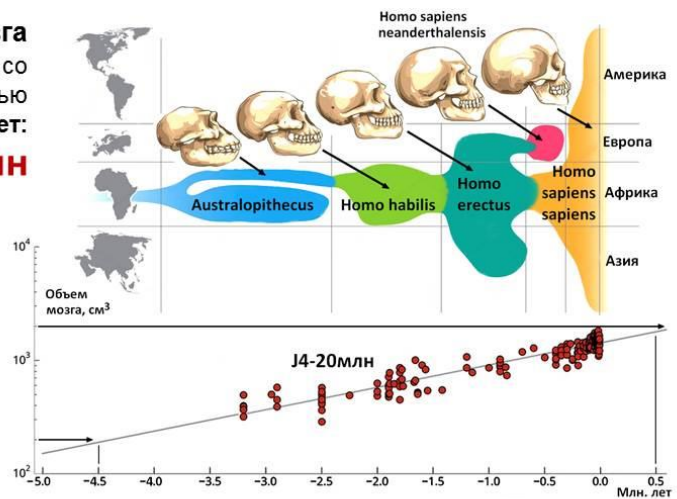 га
со
ью
ет:
лн
Homo sapiens
neanderthalensis
Америка
Европа
Африка
Азия
Australopithecus
Homo habilis
Homo
erectus
Homo
sapiens
sapiens
10⁴
Объем
мозга, см³
10³
J4-20млн
10²
-5.0 -4.5 -4.0 -3.5 -3.0 -2.5 -2.0 -1.5 -1.0 -0.5 0.0 0.5
Млн. лет